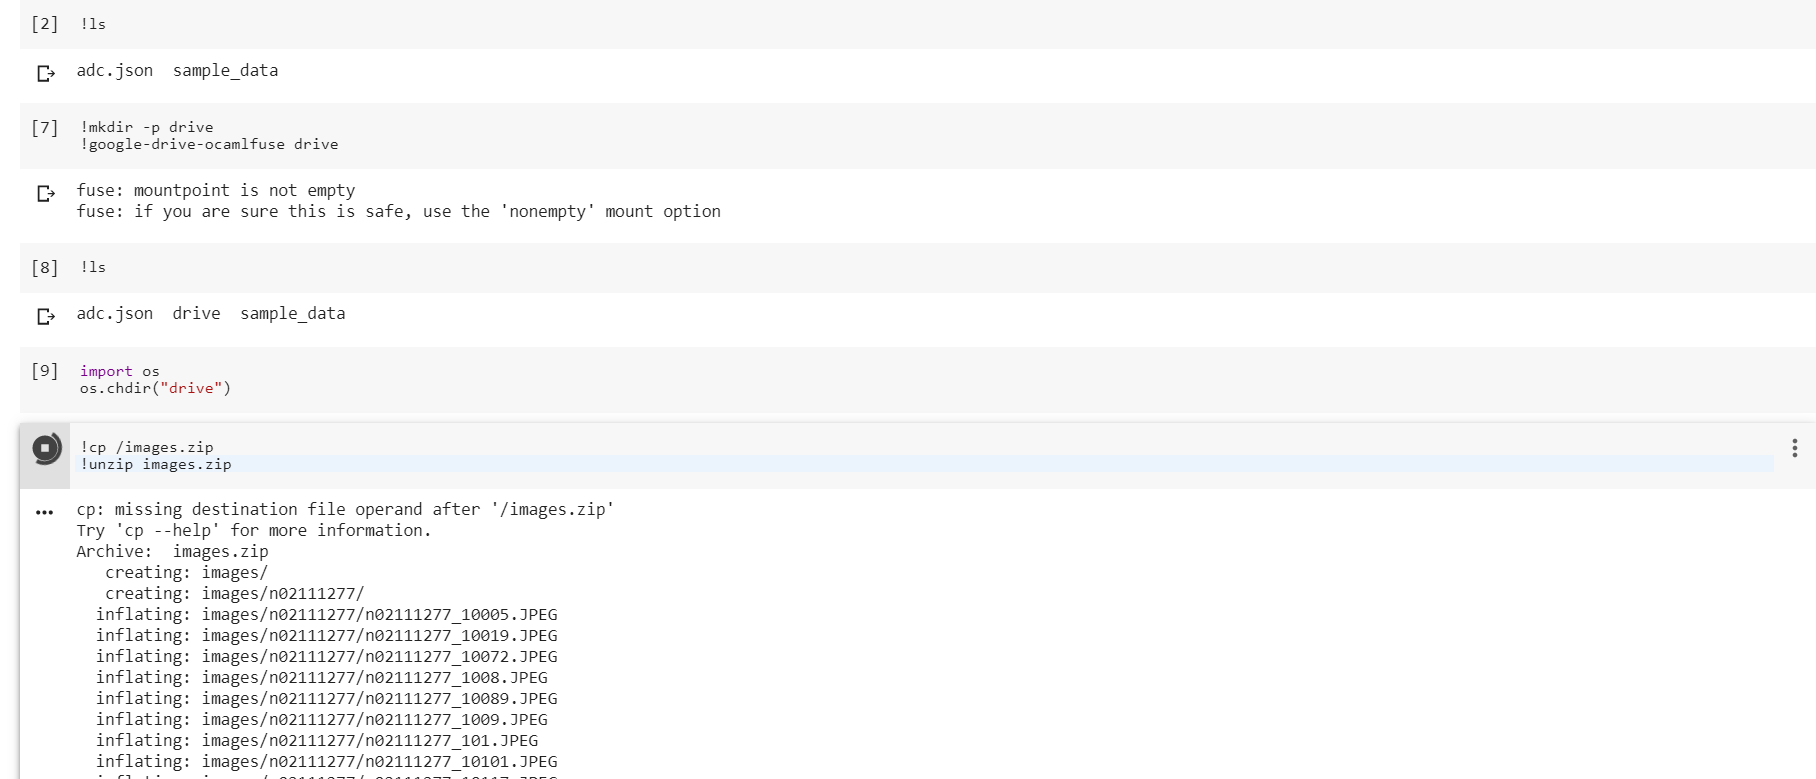 [2] !ls
adc.json  sample_data
[7] !mkdir -p drive
!google-drive-ocamlfuse drive
fuse: mountpoint is not empty
fuse: if you are sure this is safe, use the 'nonempty' mount option
[8] !ls
adc.json  drive  sample_data
[9] import os
os.chdir("drive")
!cp /images.zip
!unzip images.zip
cp: missing destination file operand after '/images.zip'
Try 'cp --help' for more information.
Archive:  images.zip
creating: images/
creating: images/n02111277/
inflating: images/n02111277/n02111277_10005.JPEG
inflating: images/n02111277/n02111277_10019.JPEG
inflating: images/n02111277/n02111277_10072.JPEG
inflating: images/n02111277/n02111277_1008.JPEG
inflating: images/n02111277/n02111277_10089.JPEG
inflating: images/n02111277/n02111277_1009.JPEG
inflating: images/n02111277/n02111277_101.JPEG
inflating: images/n02111277/n02111277_10101.JPEG